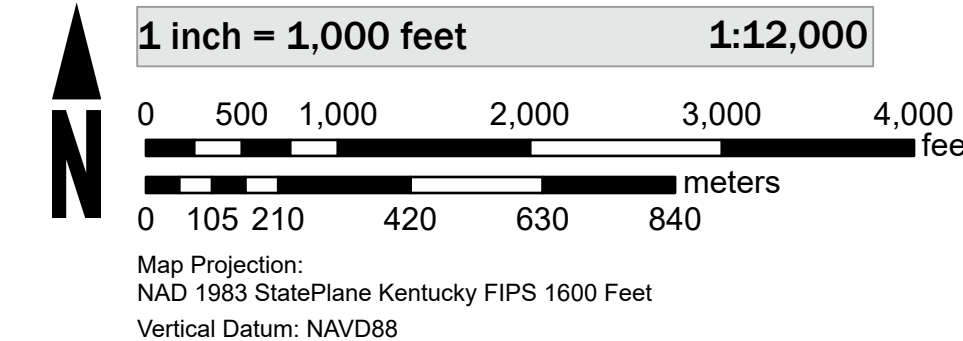 1 inch = 1,000 feet 1:12,000
0 500 1,000 2,000 3,000 4,000
fee
meters
0 105 210 420 630 840
N
Map Projection:
NAD 1983 StatePlane Kentucky FIPS 1600 Feet
Vertical Datum: NAVD88